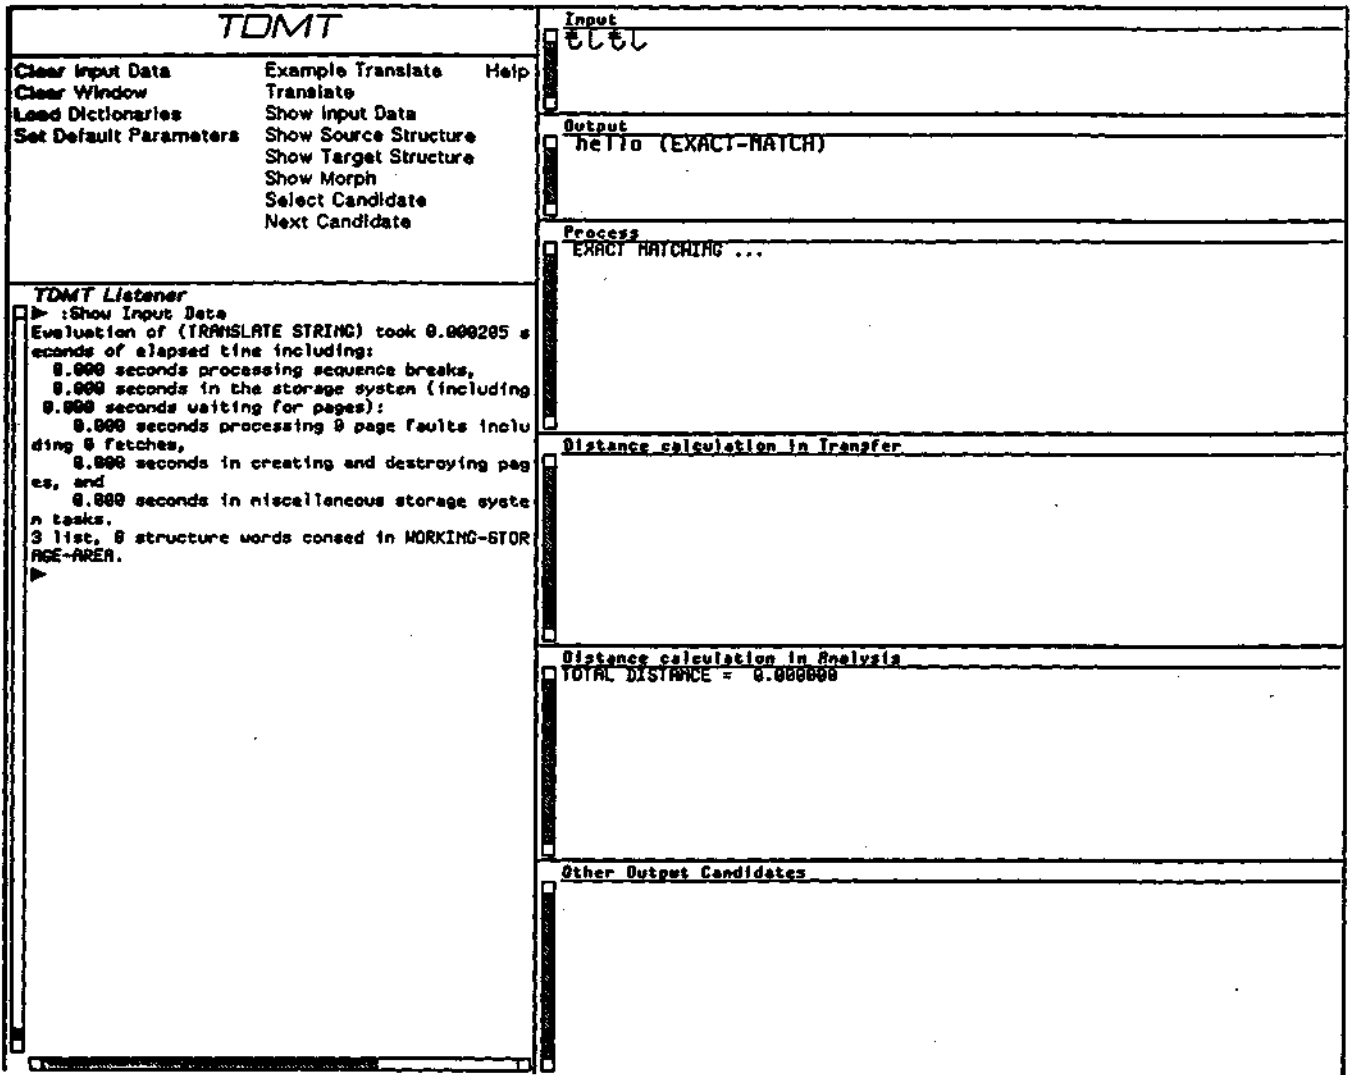 TDMT
Clear Input Data
Example Translate
Help
Clear Window
Translate
Load Dictionaries
Show Input Data
Set Default Parameters
Show Source Structure
Show Target Structure
Show Morph
Select Candidate
Next Candidate
TDMT Listener
:Show Input Data
Evaluation of (TRANSLATE STRING) took 0.000205 s
econds of elapsed time including:
0.000 seconds processing sequence breaks,
0.000 seconds in the storage system (including
0.000 seconds waiting for pages):
0.000 seconds processing 0 page faults inclu
ding 0 fetches,
0.000 seconds in creating and destroying pag
es, and
0.000 seconds in miscellaneous storage syste
m tasks.
3 list, 0 structure words consed in WORKING-STOR
AGE-AREA.
Input
もしもし
Output
hello (EXACT-MATCH)
Process
EXACT MATCHING ...
Distance calculation in Transfer
Distance calculation in Analysis
TOTAL DISTANCE = 0.000000
Other Output Candidates